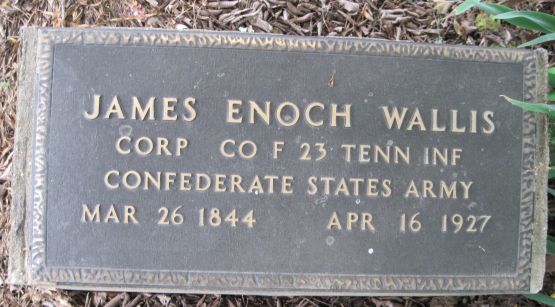 JAMES ENOCH WALLIS
CORP CO F 23 TENN INF
CONFEDERATE STATES ARMY
MAR 26 1844 APR 16 1927